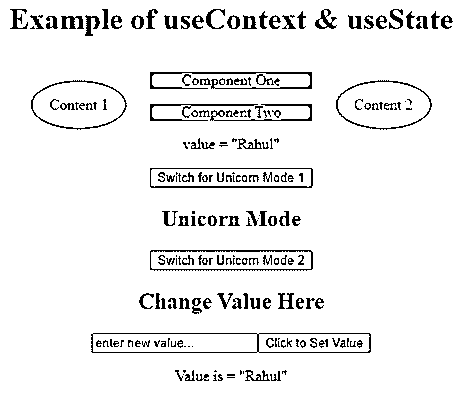 Example of useContext & useState
Component One
Content 1
Content 2
Component Two
value = "Rahul"
Switch for Unicorn Mode 1
Unicorn Mode
Switch for Unicorn Mode 2
Change Value Here
enter new value... Click to Set Value
Value is = "Rahul"